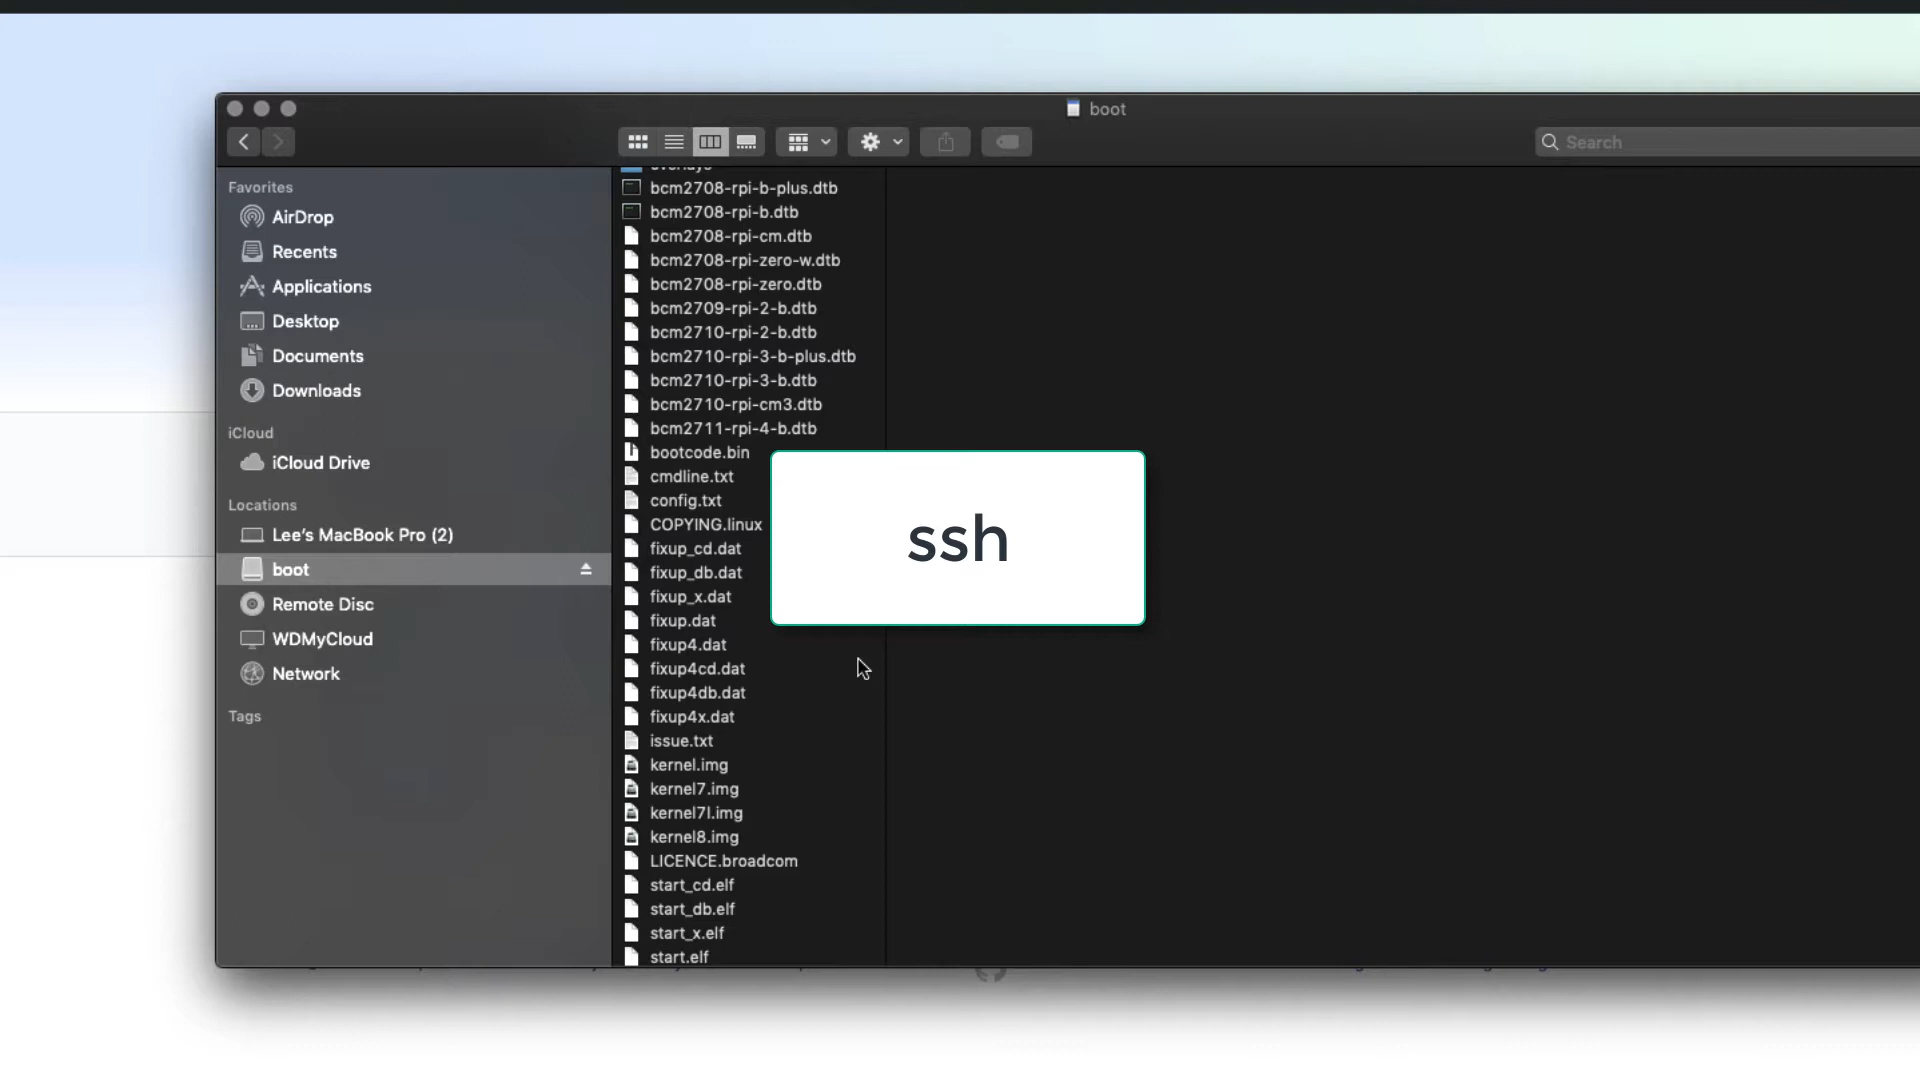 boot
Search
Favorites
AirDrop
Recents
Applications
Desktop
Documents
Downloads
iCloud
iCloud Drive
Locations
Lee's MacBook Pro (2)
boot
Remote Disc
WDMyCloud
Network
Tags
overlays
bcm2708-rpi-b-plus.dtb
bcm2708-rpi-b.dtb
bcm2708-rpi-cm.dtb
bcm2708-rpi-zero-w.dtb
bcm2708-rpi-zero.dtb
bcm2709-rpi-2-b.dtb
bcm2710-rpi-2-b.dtb
bcm2710-rpi-3-b-plus.dtb
bcm2710-rpi-3-b.dtb
bcm2710-rpi-cm3.dtb
bcm2711-rpi-4-b.dtb
bootcode.bin
cmdline.txt
config.txt
COPYING.linux
fixup_cd.dat
fixup_db.dat
fixup_x.dat
fixup.dat
fixup4.dat
fixup4cd.dat
fixup4db.dat
fixup4x.dat
issue.txt
kernel.img
kernel7.img
kernel7l.img
kernel8.img
LICENCE.broadcom
start_cd.elf
start_db.elf
start_x.elf
start.elf
ssh